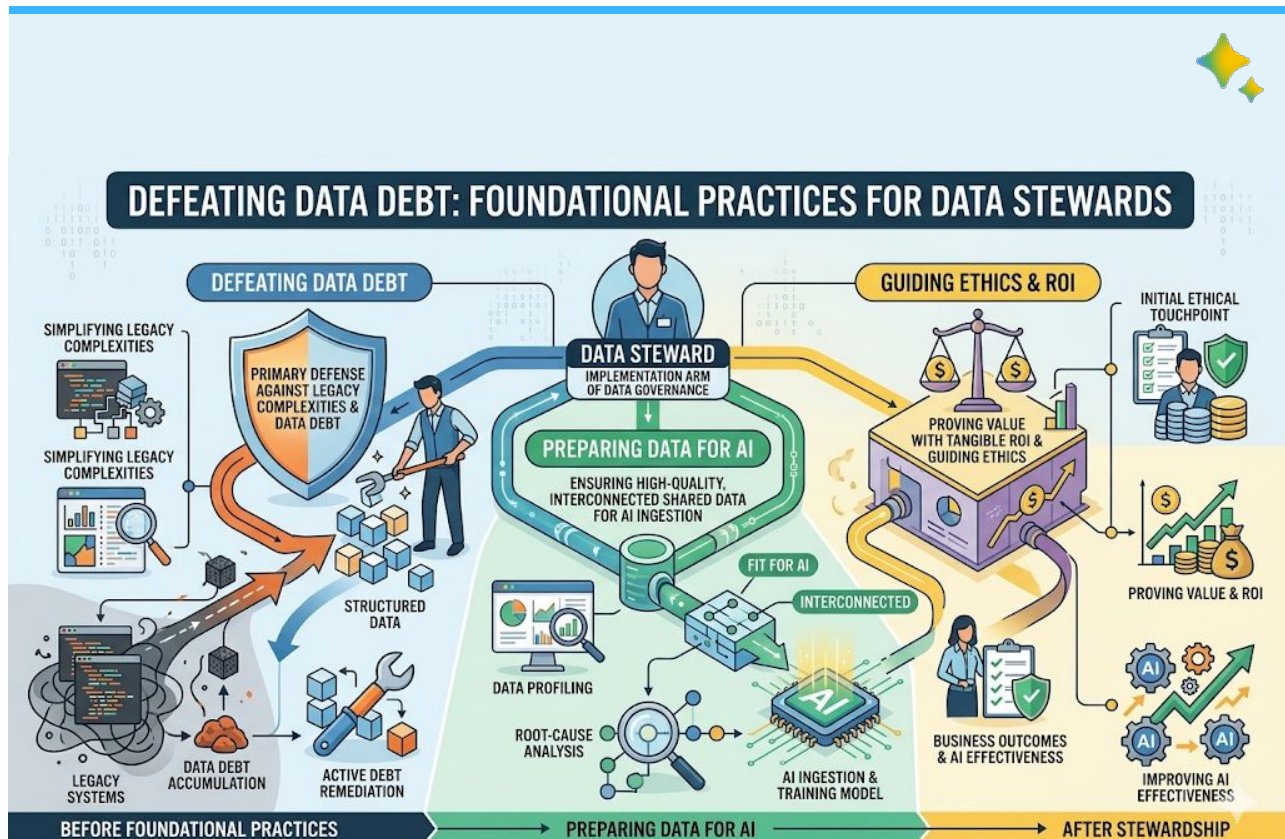 DEFEATING DATA DEBT: FOUNDATIONAL PRACTICES FOR DATA STEWARDS
DEFEATING DATA DEBT
SIMPLIFYING LEGACY
COMPLEXITIES
SIMPLIFYING LEGACY
COMPLEXITIES
PRIMARY DEFENSE
AGAINST LEGACY
COMPLEXITIES &
DATA DEBT
STRUCTURED
DATA
LEGACY
SYSTEMS
DATA DEBT
ACCUMULATION
ACTIVE DEBT
REMEDIATION
DATA STEWARD
IMPLEMENTATION ARM
OF DATA GOVERNANCE
PREPARING DATA FOR AI
ENSURING HIGH-QUALITY,
INTERCONNECTED SHARED DATA
FOR AI INGESTION
FIT FOR AI
INTERCONNECTED
DATA PROFILING
ROOT-CAUSE
ANALYSIS
AI
AI INGESTION &
TRAINING MODEL
GUIDING ETHICS & ROI
$
$
PROVING VALUE
WITH TANGIBLE ROI &
GUIDING ETHICS
$
INITIAL ETHICAL
TOUCHPOINT
$
$
PROVING VALUE & ROI
BUSINESS OUTCOMES
& AI EFFECTIVENESS
AI
AI
AI
IMPROVING AI
EFFECTIVENESS
BEFORE FOUNDATIONAL PRACTICES
PREPARING DATA FOR AI
AFTER STEWARDSHIP